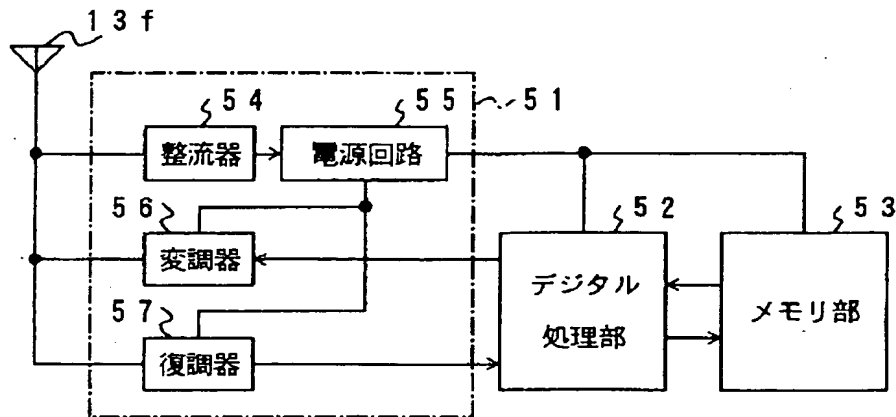 １３ｆ
５４
５５
５１
整流器
電源回路
５６
５２
５３
変調器
デジタル
処理部
メモリ部
５７
復調器